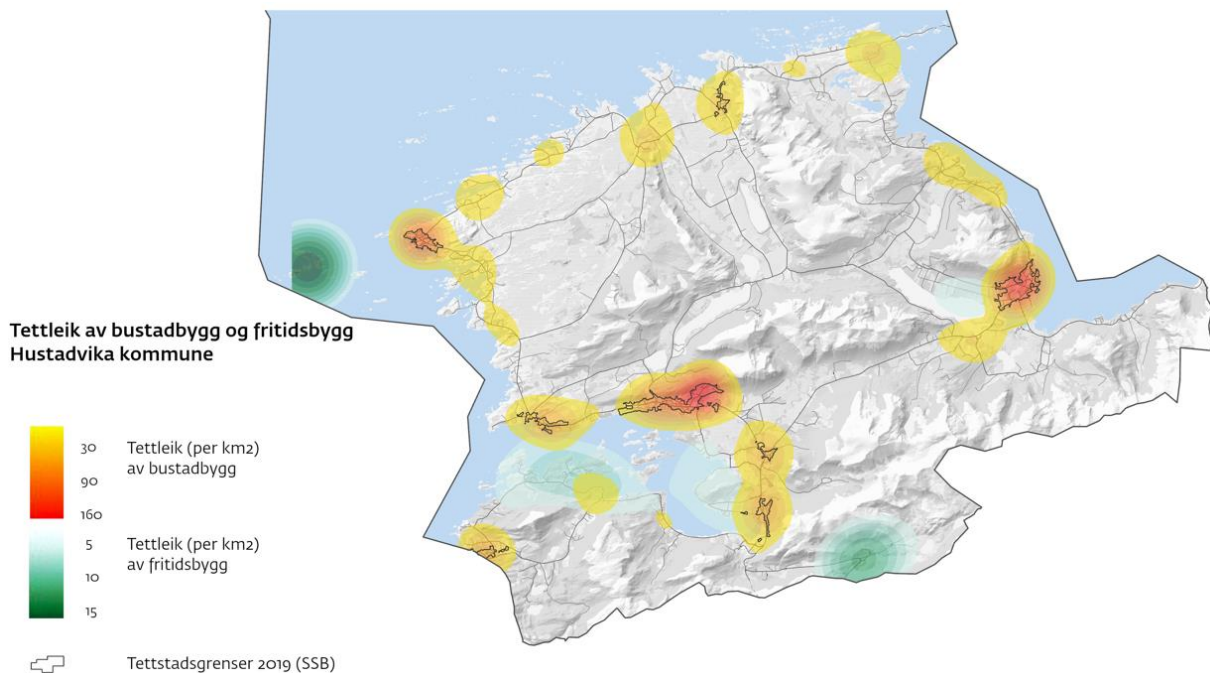 Tettleik av bustadbygg og fritidsbygg
Hustadvika kommune
30
90
160
Tettleik (per km2)
av bustadbygg
5
10
15
Tettleik (per km2)
av fritidsbygg
Tettstadsgrenser 2019 (SSB)